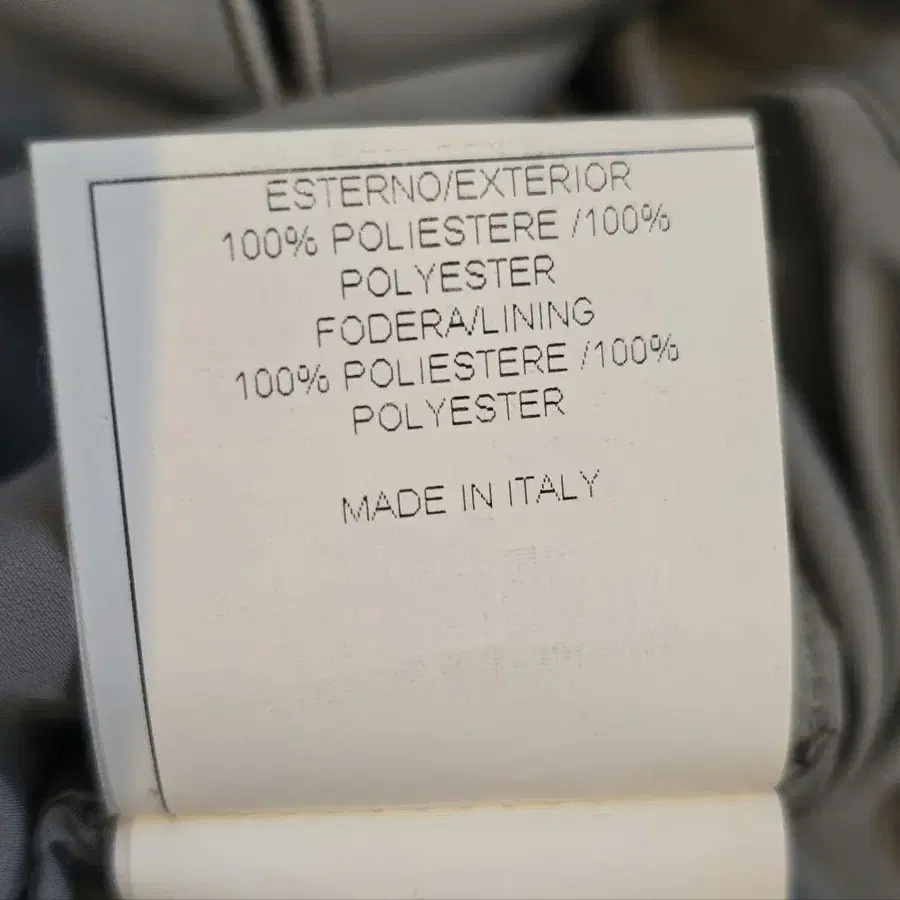 ESTERNO/EXTERIOR
100% POLIESTERE /100%
POLYESTER
FODERA/LINING
100% POLIESTERE /100%
POLYESTER
MADE IN ITALY